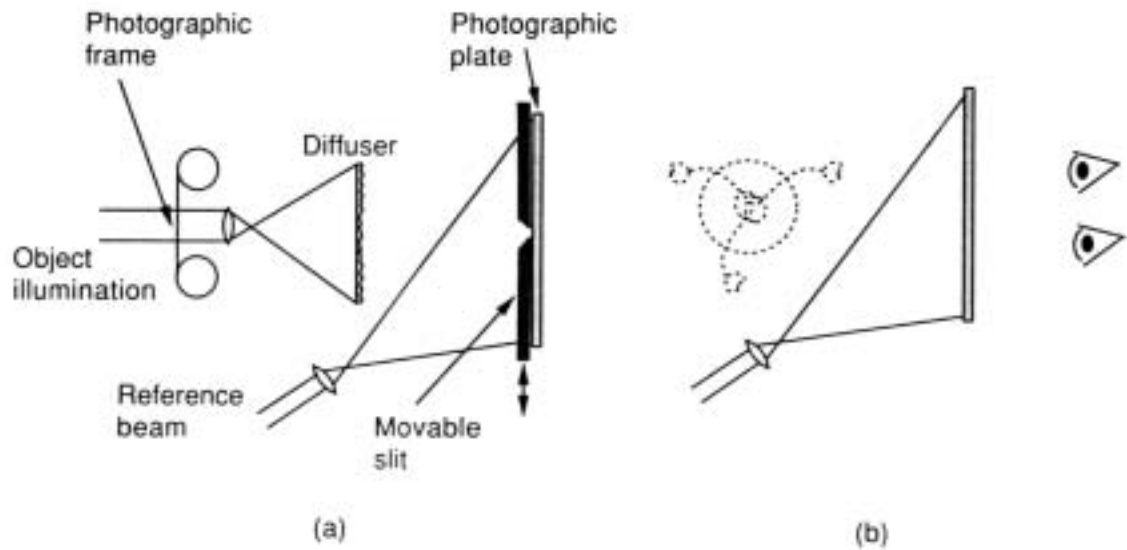 Photographic
frame
Photographic
plate
Diffuser
Object
illumination
Reference
beam
Movable
slit
(a)
(b)